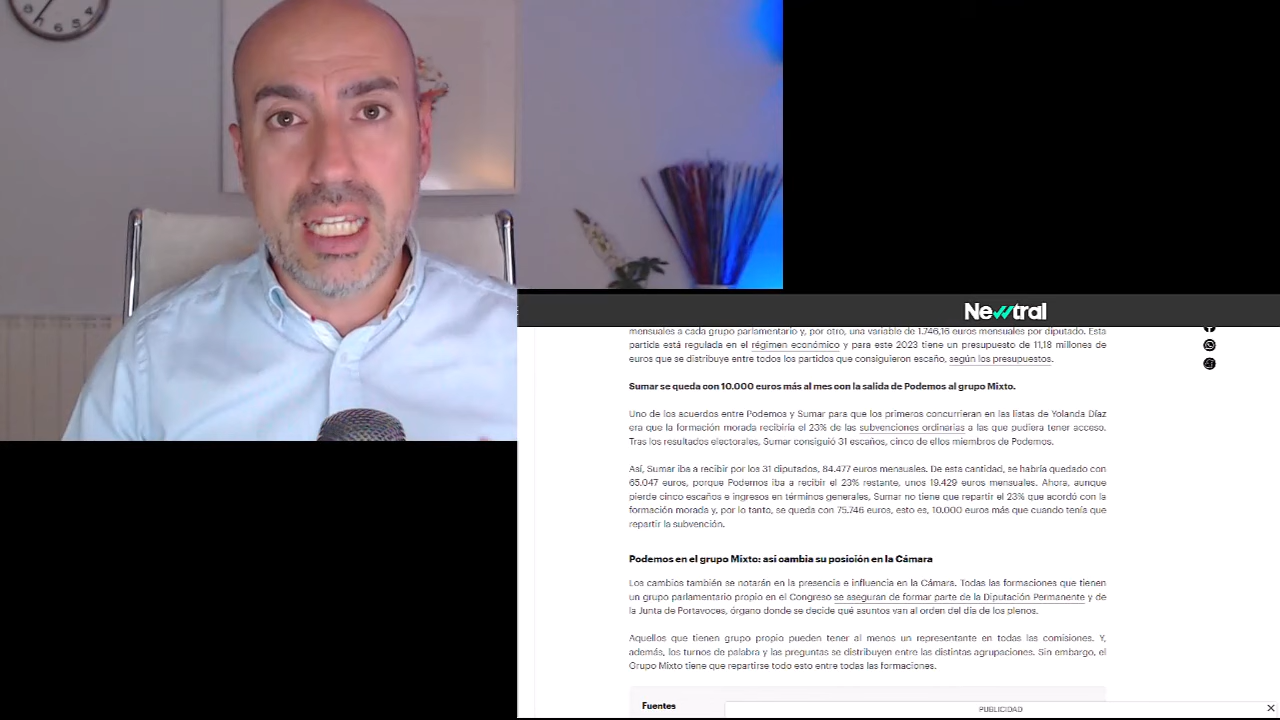 8 7 6 5 4
Newtral
mensuales a cada grupo parlamentario y, por otro, una variable de 1.746,16 euros mensuales por diputado. Esta
partida está regulada en el régimen económico y para este 2023 tiene un presupuesto de 11,18 millones de
euros que se distribuye entre todos los partidos que consiguieron escaño, según los presupuestos.
Sumar se queda con 10.000 euros más al mes con la salida de Podemos al grupo Mixto.
Uno de los acuerdos entre Podemos y Sumar para que los primeros concurrieran en las listas de Yolanda Díaz
era que la formación morada recibiría el 23% de las subvenciones ordinarias a las que pudiera tener acceso.
Tras los resultados electorales, Sumar consiguió 31 escaños, cinco de ellos miembros de Podemos.
Así, Sumar iba a recibir por los 31 diputados, 84.477 euros mensuales. De esta cantidad, se habría quedado con
65.047 euros, porque Podemos iba a recibir el 23% restante, unos 19.429 euros mensuales. Ahora, aunque
pierde cinco escaños e ingresos en términos generales, Sumar no tiene que repartir el 23% que acordó con la
formación morada y, por lo tanto, se queda con 75.746 euros, esto es, 10.000 euros más que cuando tenía que
repartir la subvención.
Podemos en el grupo Mixto: así cambia su posición en la Cámara
Los cambios también se notarán en la presencia e influencia en la Cámara. Todas las formaciones que tienen
un grupo parlamentario propio en el Congreso se aseguran de formar parte de la Diputación Permanente y de
la Junta de Portavoces, órgano donde se decide qué asuntos van al orden del día de los plenos.
Aquellos que tienen grupo propio pueden tener al menos un representante en todas las comisiones. Y,
además, los turnos de palabra y las preguntas se distribuyen entre las distintas agrupaciones. Sin embargo, el
Grupo Mixto tiene que repartirse todo esto entre todas las formaciones.
Fuentes
PUBLICIDAD